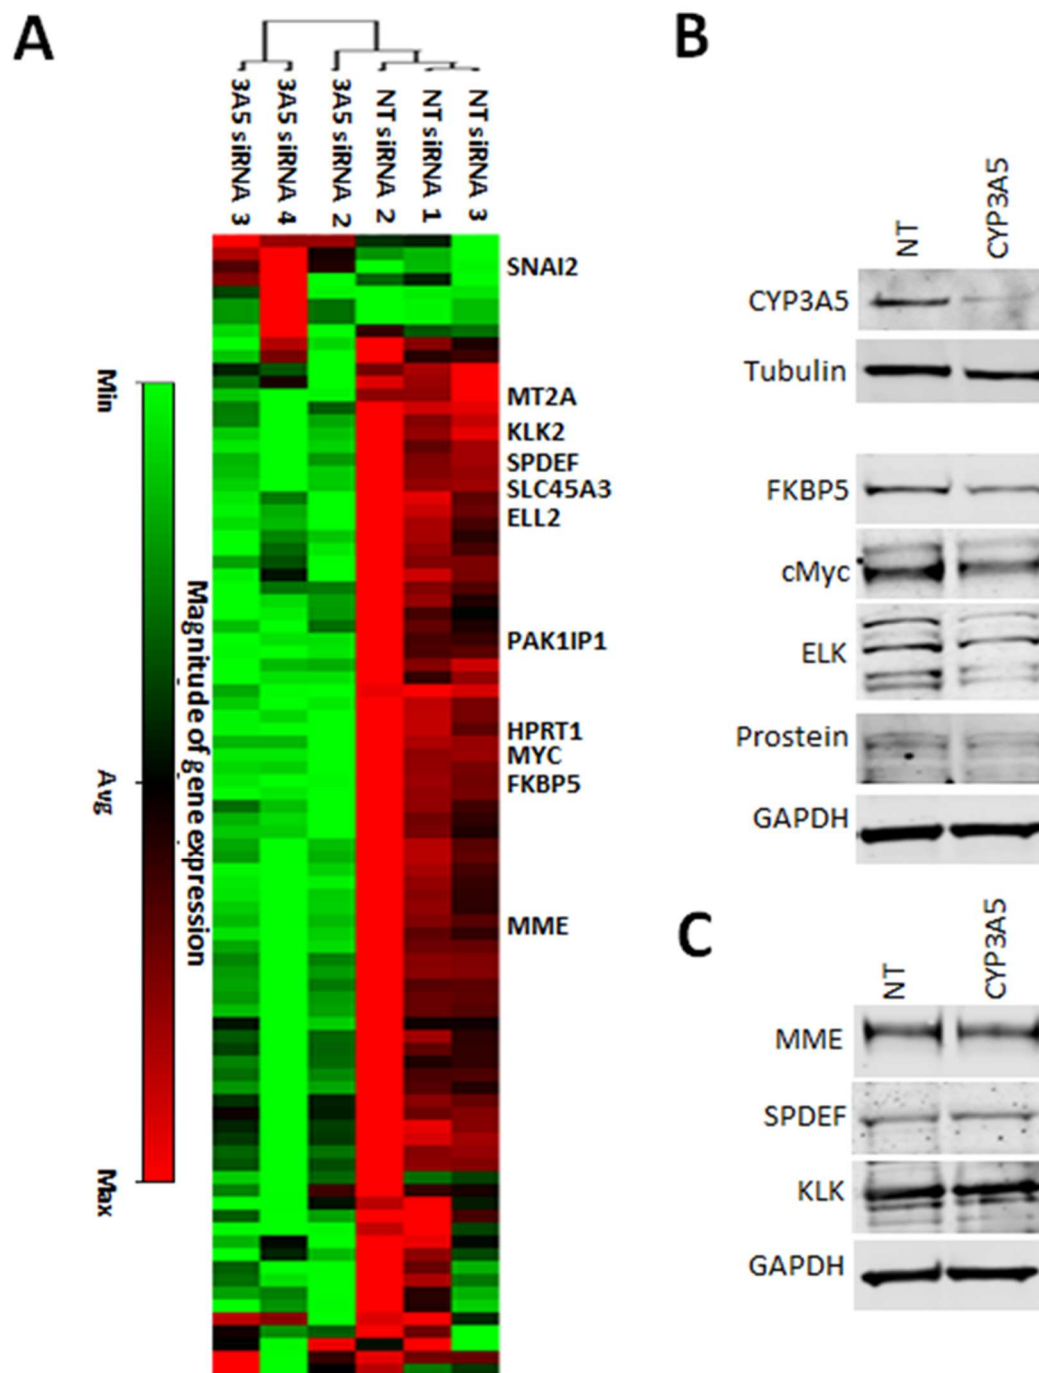 A
3A5 siRNA 3
3A5 siRNA 4
3A5 siRNA 2
NT siRNA 2
NT siRNA 1
NT siRNA 3
SNAI2
MT2A
KLK2
SPDEF
SLC45A3
ELL2
PAK1IP1
HPRT1
MYC
FKBP5
MME
Min
Avg
Max
Magnitude of gene expression
B
NT
CYP3A5
CYP3A5
Tubulin
FKBP5
cMyc
ELK
Prostein
GAPDH
C
NT
CYP3A5
MME
SPDEF
KLK
GAPDH